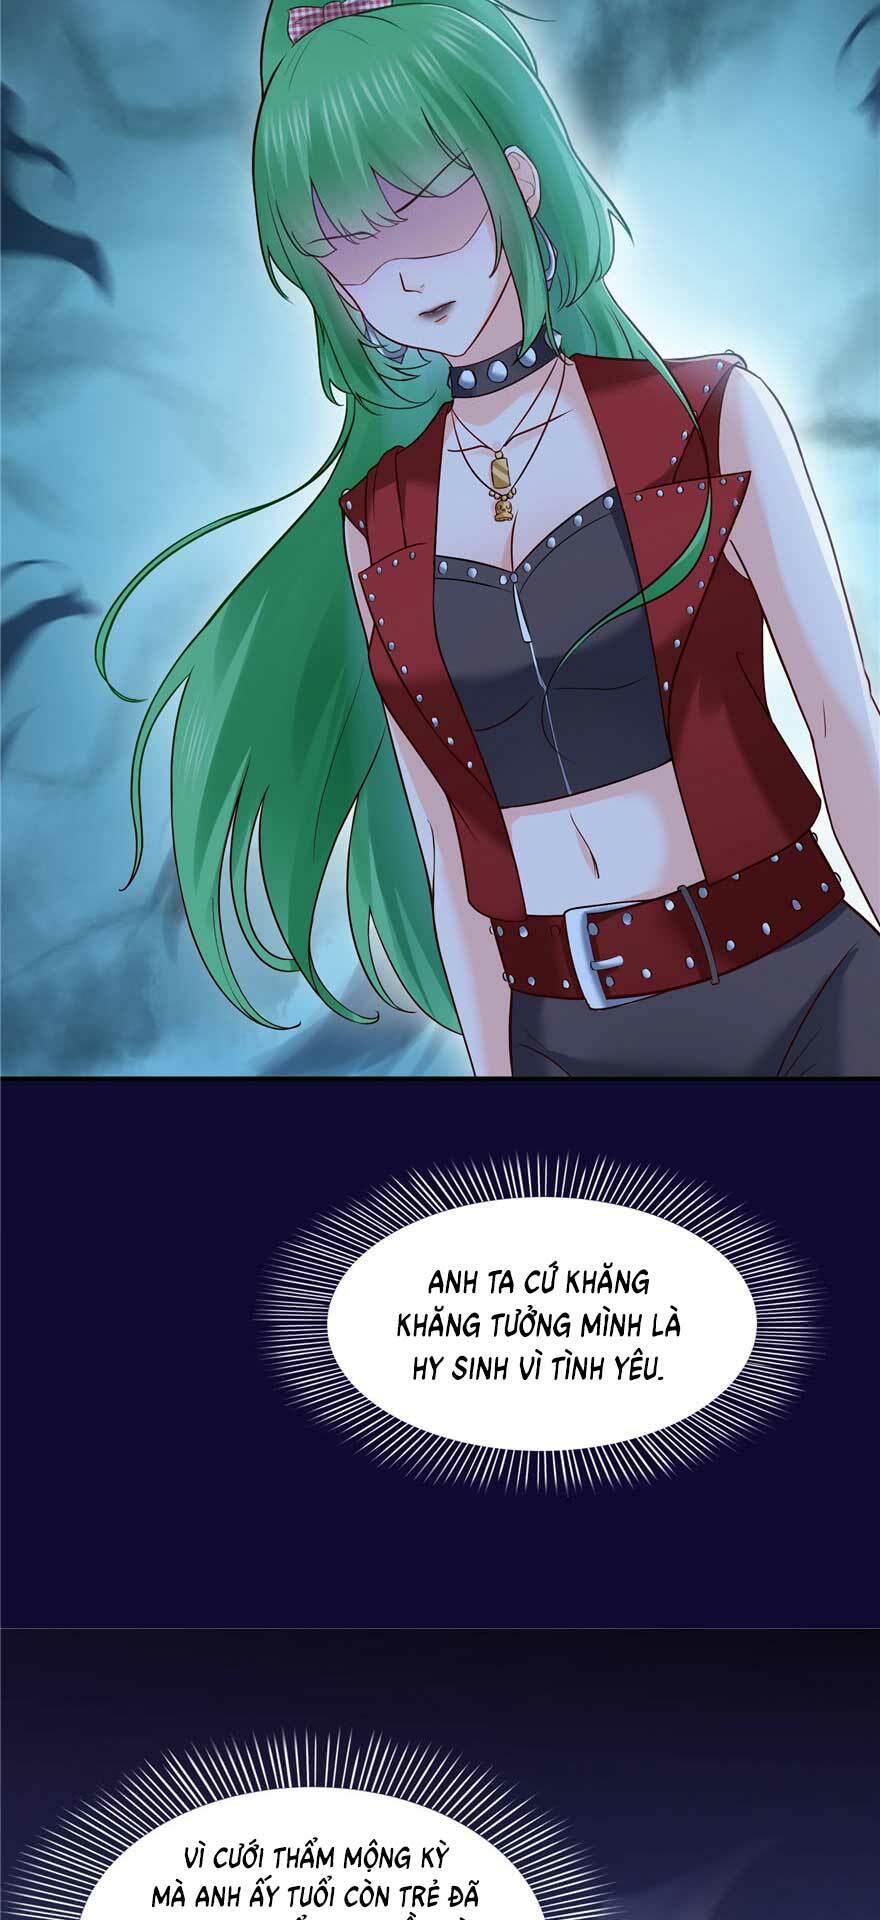 ANH TA CỨ KHĂNG
KHĂNG TƯỞNG MÌNH LÀ
HY SINH VÌ TÌNH YÊU.
VÌ CƯỚI THẨM MỘNG KỲ
MÀ ANH ẤY TUỔI CÒN TRẺ ĐÃ